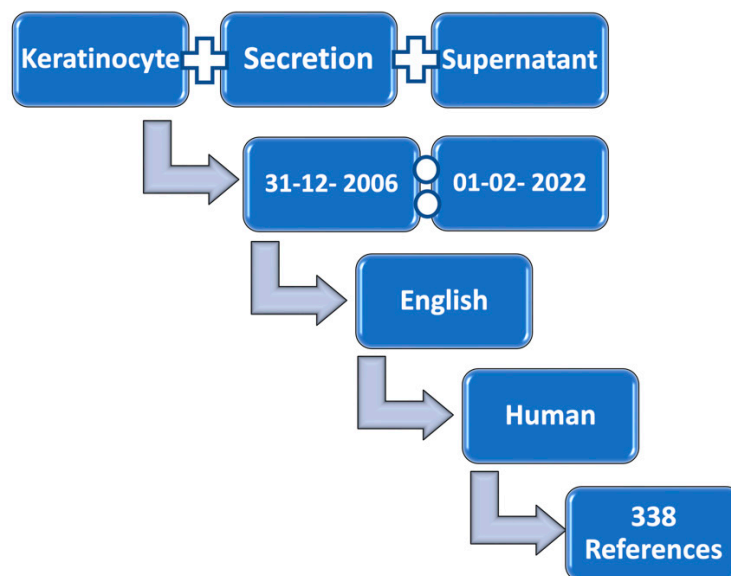 Keratinocyte + Secretion + Supernatant
31-12- 2006 : 01-02- 2022
English
Human
338
References